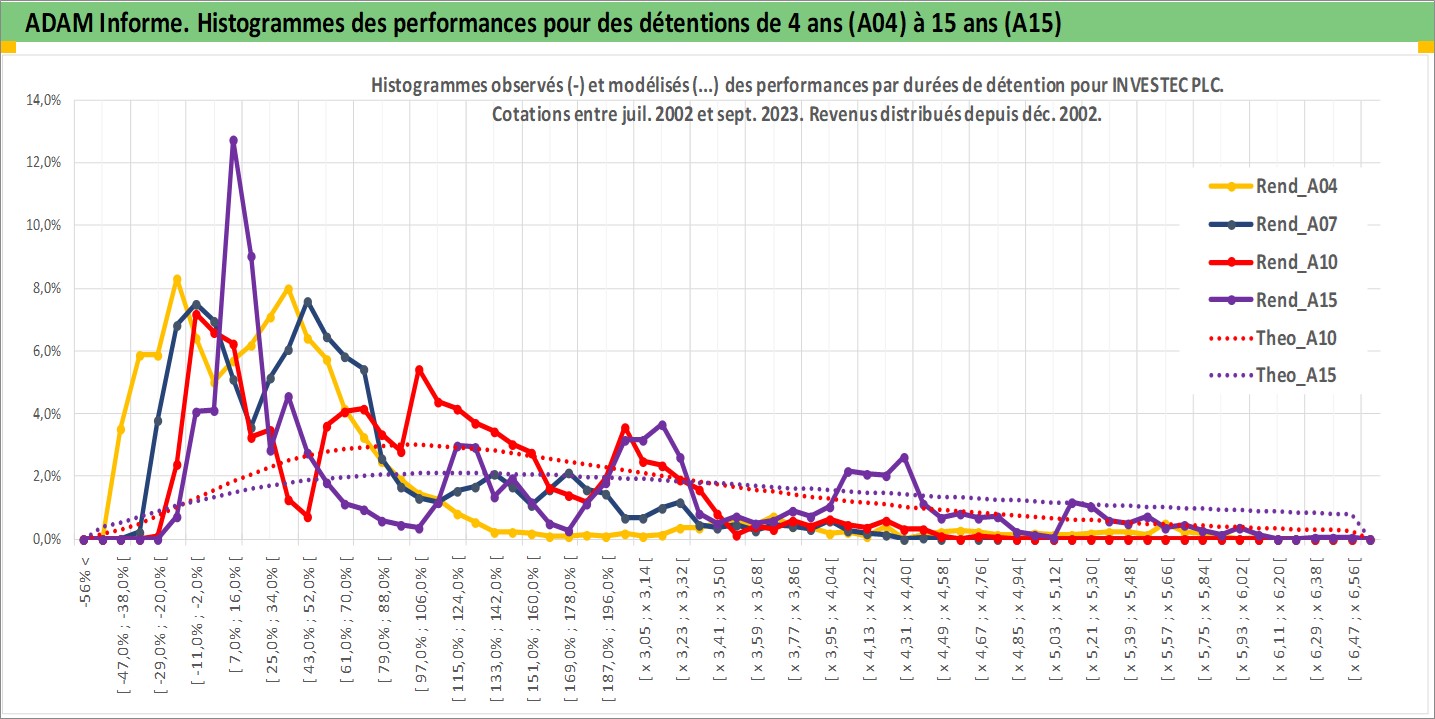 ADAM Informe. Histogrammes des performances pour des détentions de 4 ans (A04) à 15 ans (A15)
Histogrammes observés (-) et modélisés (...) des performances par durées de détention pour INVESTEC PLC.
Cotations entre juil. 2002 et sept. 2023. Revenus distribués depuis déc. 2002.
14,0%
12,0%
10,0%
8,0%
6,0%
4,0%
2,0%
0,0%
Rend_A04
Rend_A07
Rend_A10
Rend_A15
Theo_A10
Theo_A15
-56% <
[ -47,0% ; -38,0% [
[ -29,0% ; -20,0% [
[ -11,0% ; -2,0% [
[ 7,0% ; 16,0% [
[ 25,0% ; 34,0% [
[ 43,0% ; 52,0% [
[ 61,0% ; 70,0% [
[ 79,0% ; 88,0% [
[ 97,0% ; 106,0% [
[ 115,0% ; 124,0% [
[ 133,0% ; 142,0% [
[ 151,0% ; 160,0% [
[ 169,0% ; 178,0% [
[ 187,0% ; 196,0% [
[ x 3,05 ; x 3,14 [
[ x 3,23 ; x 3,32 [
[ x 3,41 ; x 3,50 [
[ x 3,59 ; x 3,68 [
[ x 3,77 ; x 3,86 [
[ x 3,95 ; x 4,04 [
[ x 4,13 ; x 4,22 [
[ x 4,31 ; x 4,40 [
[ x 4,49 ; x 4,58 [
[ x 4,67 ; x 4,76 [
[ x 4,85 ; x 4,94 [
[ x 5,03 ; x 5,12 [
[ x 5,21 ; x 5,30 [
[ x 5,39 ; x 5,48 [
[ x 5,57 ; x 5,66 [
[ x 5,75 ; x 5,84 [
[ x 5,93 ; x 6,02 [
[ x 6,11 ; x 6,20 [
[ x 6,29 ; x 6,38 [
[ x 6,47 ; x 6,56 [